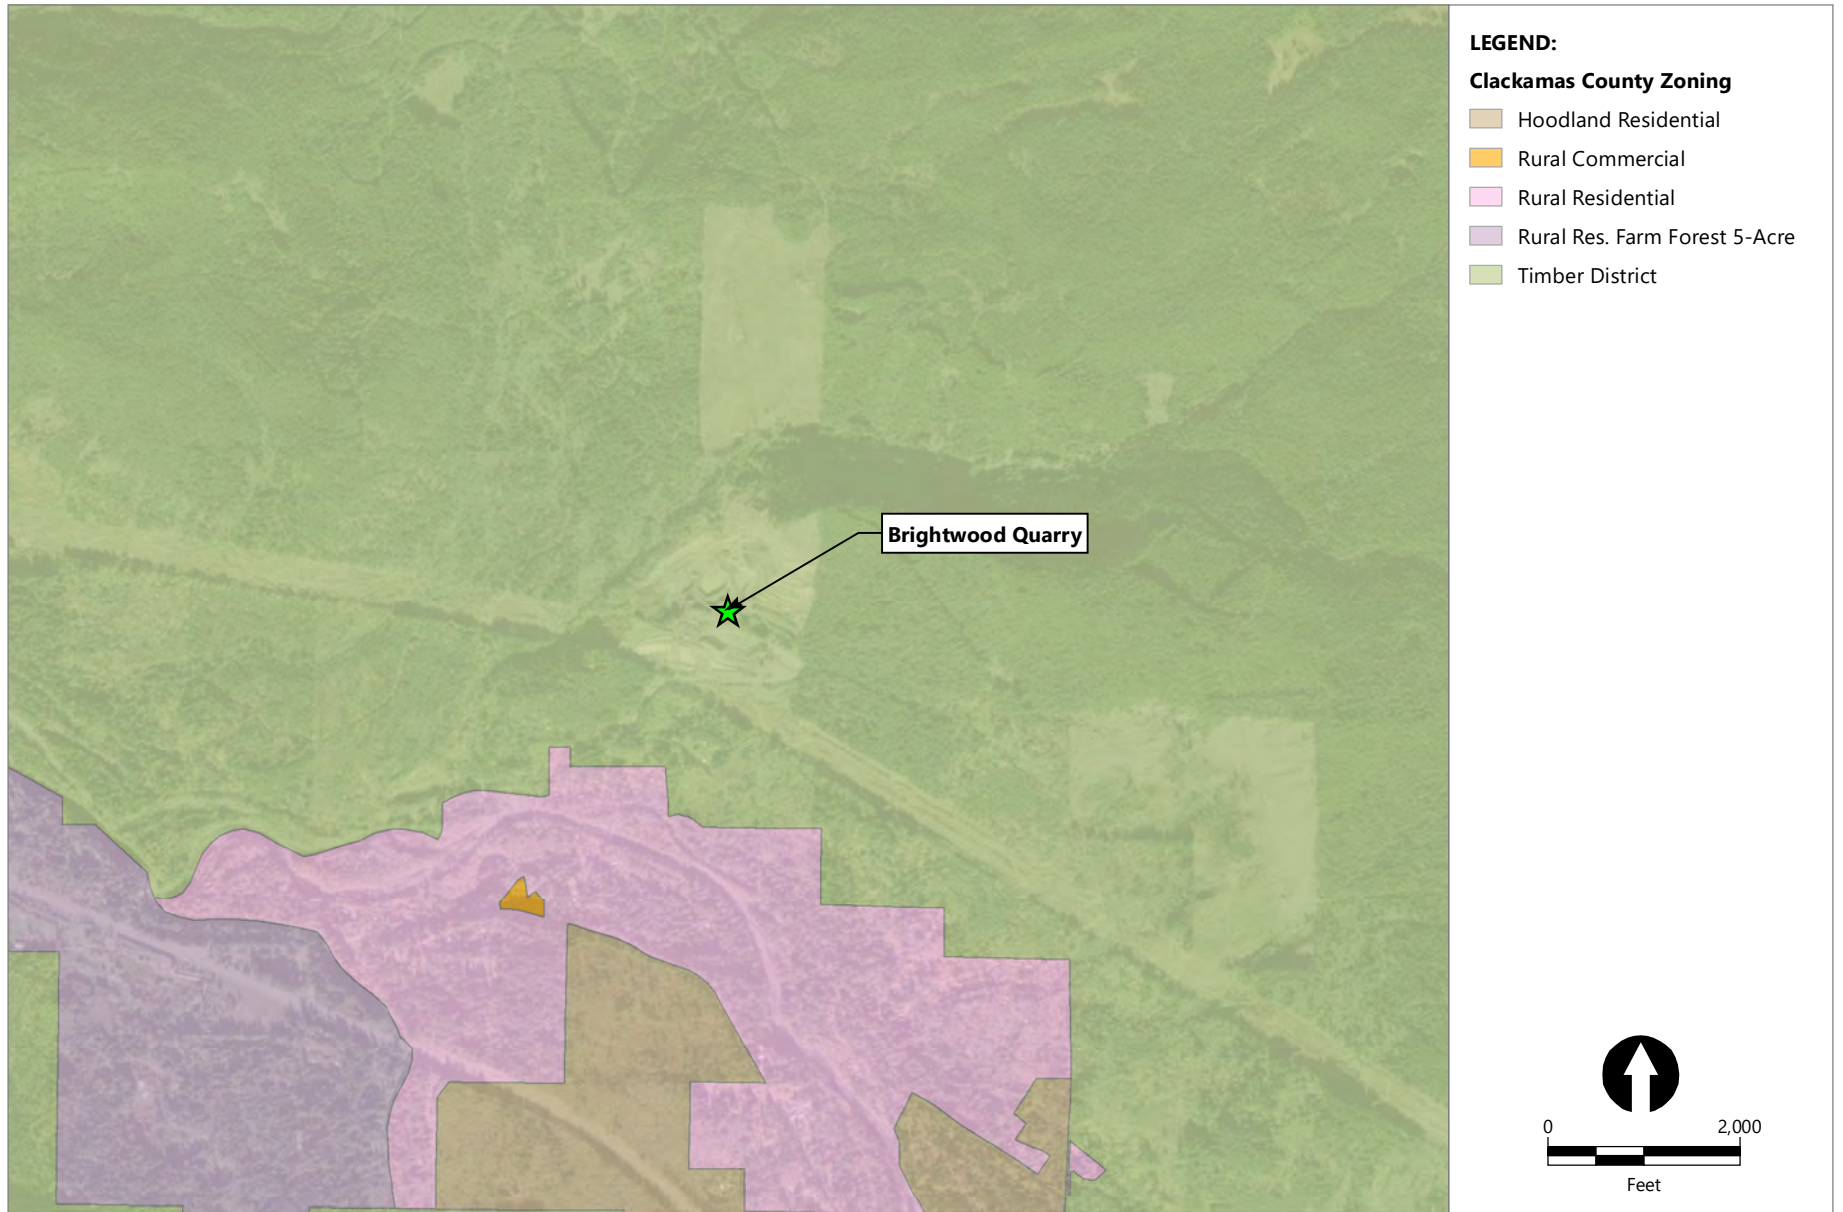 LEGEND:
Clackamas County Zoning
Hoodland Residential
Rural Commercial
Rural Residential
Rural Res. Farm Forest 5-Acre
Timber District
Brightwood Quarry
0 2,000
Feet